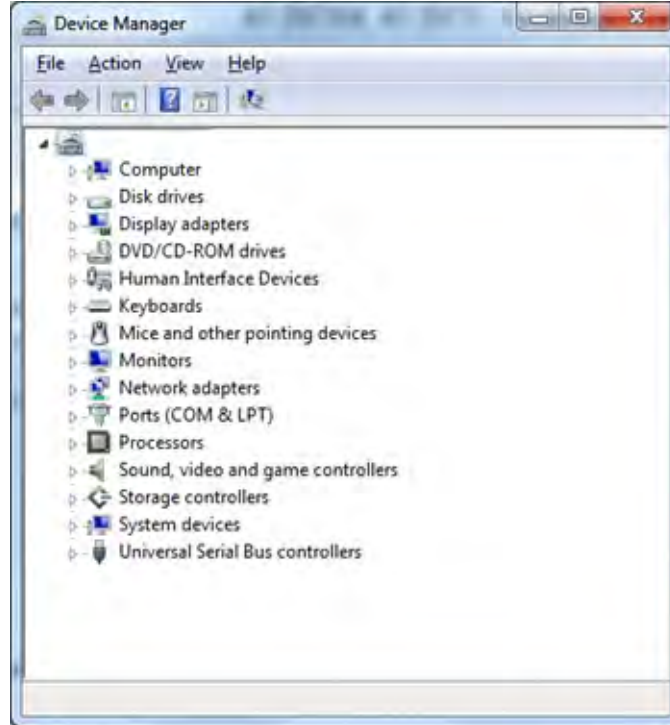 Device Manager
File Action View Help
Computer
Disk drives
Display adapters
DVD/CD-ROM drives
Human Interface Devices
Keyboards
Mice and other pointing devices
Monitors
Network adapters
Ports (COM & LPT)
Processors
Sound, video and game controllers
Storage controllers
System devices
Universal Serial Bus controllers